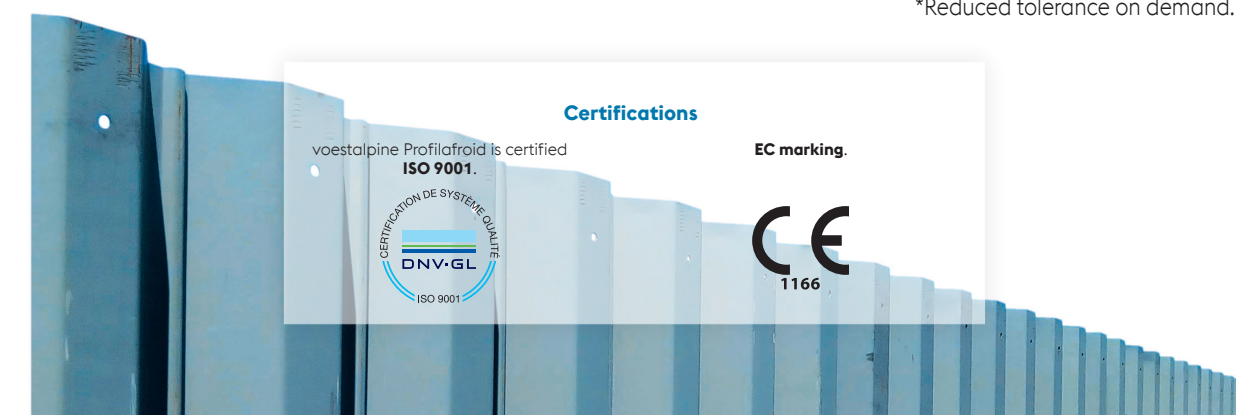 *Reduced tolerance on demand.
Certifications
voestalpine Profilafroid is certified
ISO 9001.
EC marking.
CERTIFICATION DE SYSTÈME QUALITÉ
DNV·GL
ISO 9001
CE
1166